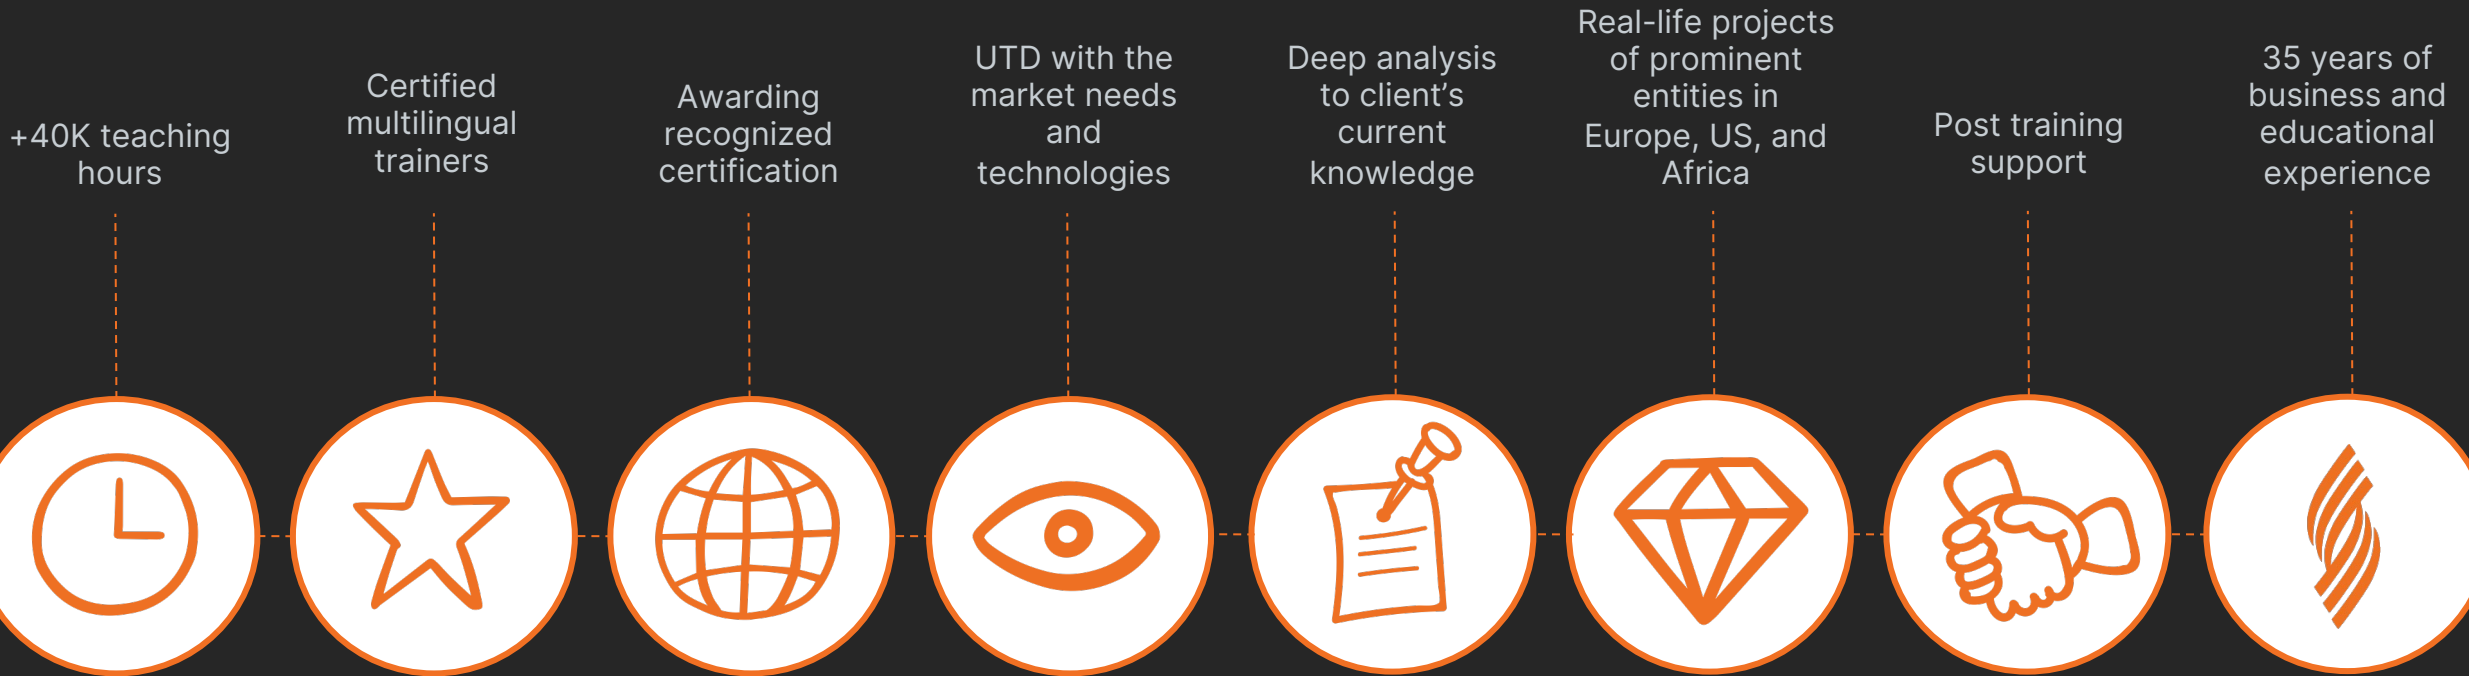 +40K teaching
hours
Certified
multilingual
trainers
Awarding
recognized
certification
UTD with the
market needs
and
technologies
Deep analysis
to client’s
current
knowledge
Real-life projects
of prominent
entities in
Europe, US, and
Africa
Post training
support
35 years of
business and
educational
experience